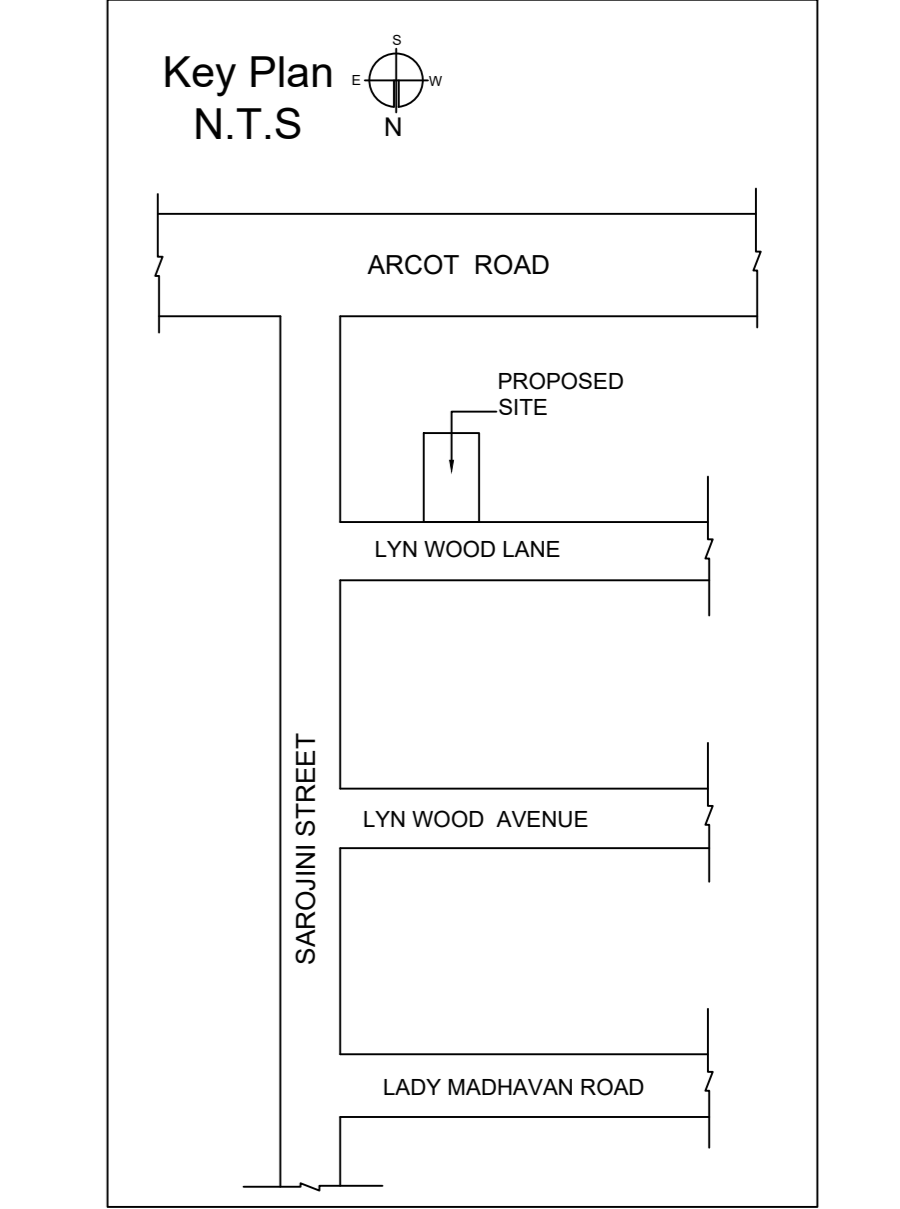 Key Plan
N.T.S
S
E
W
N
ARCOT ROAD
PROPOSED
SITE
LYN WOOD LANE
SAROJINI STREET
LYN WOOD AVENUE
LADY MADHAVAN ROAD